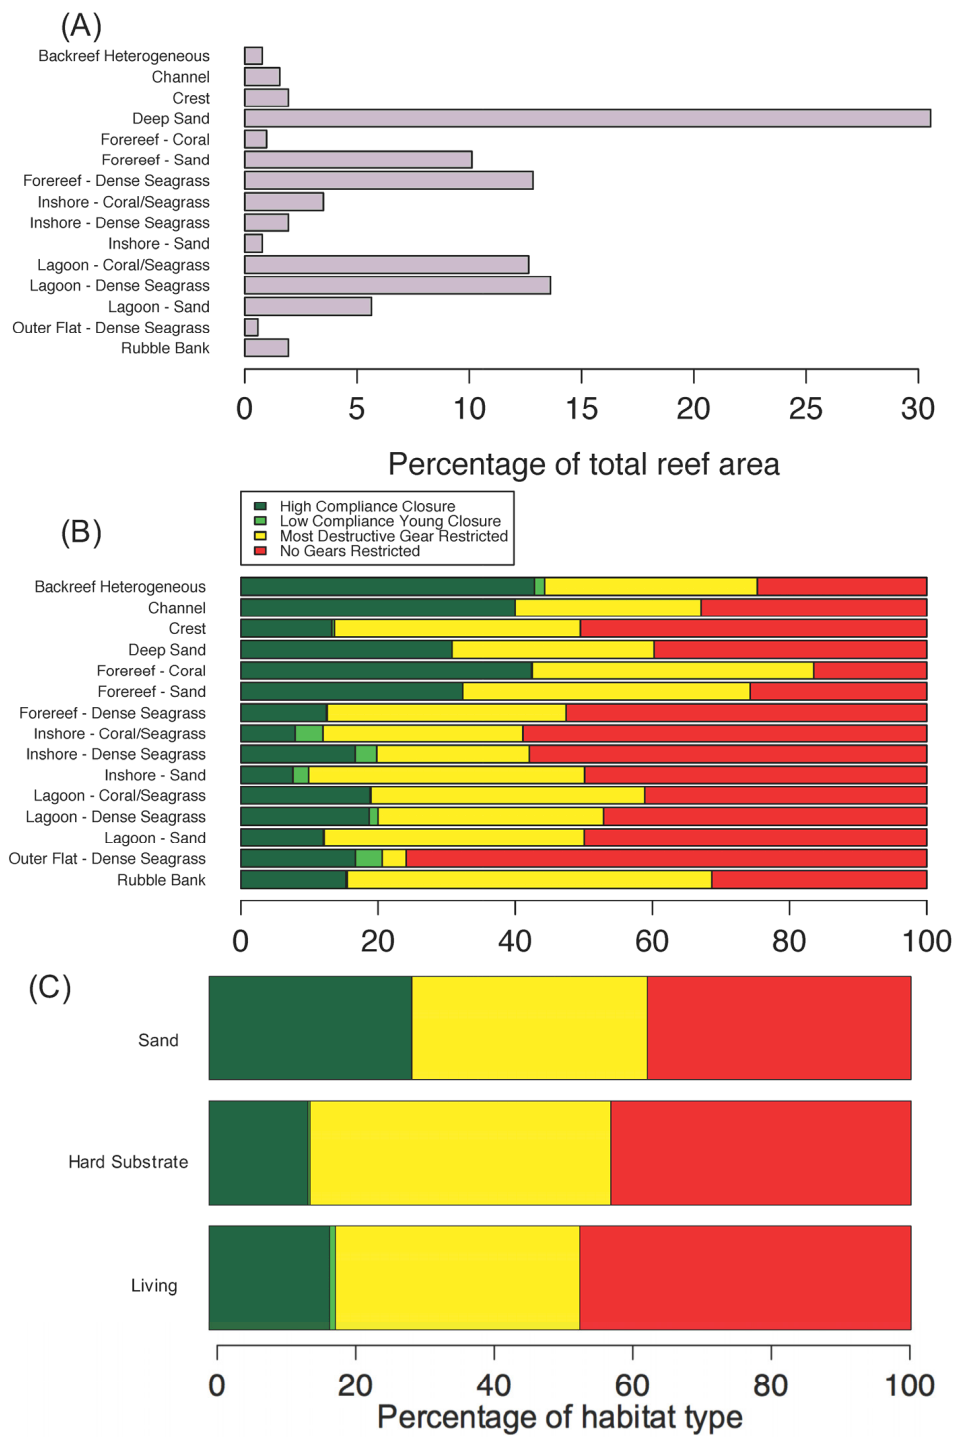 (A)
Backreef Heterogeneous
Channel
Crest
Deep Sand
Forereef - Coral
Forereef - Sand
Forereef - Dense Seagrass
Inshore - Coral/Seagrass
Inshore - Dense Seagrass
Inshore - Sand
Lagoon - Coral/Seagrass
Lagoon - Dense Seagrass
Lagoon - Sand
Outer Flat - Dense Seagrass
Rubble Bank
0 5 10 15 20 25 30
Percentage of total reef area
(B)
High Compliance Closure
Low Compliance Young Closure
Most Destructive Gear Restricted
No Gears Restricted
Backreef Heterogeneous
Channel
Crest
Deep Sand
Forereef - Coral
Forereef - Sand
Forereef - Dense Seagrass
Inshore - Coral/Seagrass
Inshore - Dense Seagrass
Inshore - Sand
Lagoon - Coral/Seagrass
Lagoon - Dense Seagrass
Lagoon - Sand
Outer Flat - Dense Seagrass
Rubble Bank
0 20 40 60 80 100
(C)
Sand
Hard Substrate
Living
0 20 40 60 80 100
Percentage of habitat type